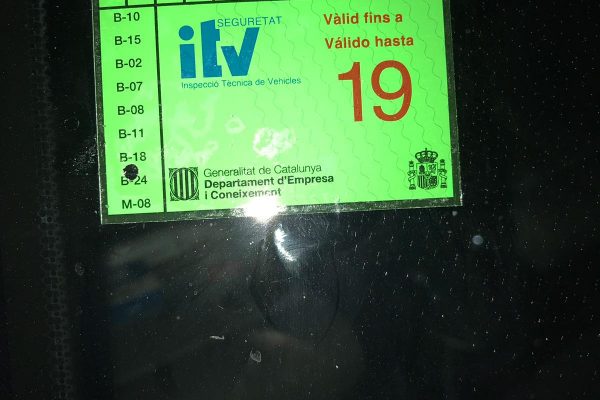 B-10
B-15
B-02
B-07
B-08
B-11
B-18
B-24
M-08
SEGURETAT
itv
Inspecció Tècnica de Vehicles
Vàlid fins a
Válido hasta
19
Generalitat de Catalunya
Departament d'Empresa
i Coneixement